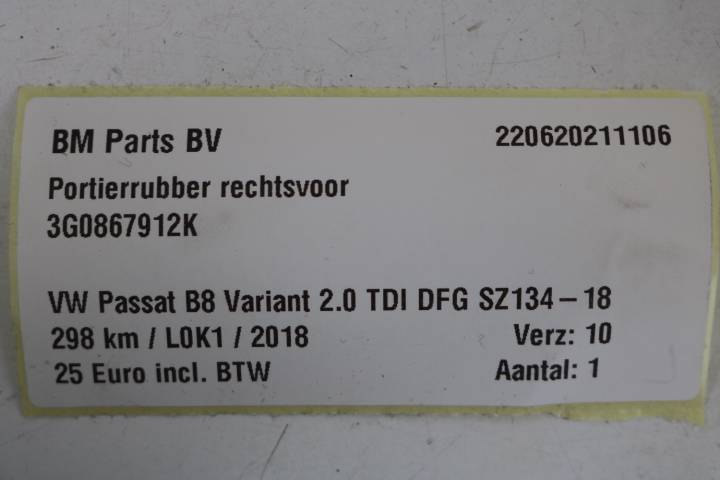 BM Parts BV 220620211106
Portierrubber rechtsvoor
3G0867912K
VW Passat B8 Variant 2.0 TDI DFG SZ134-18
298 km / L0K1 / 2018 Verz: 10
25 Euro incl. BTW Aantal: 1